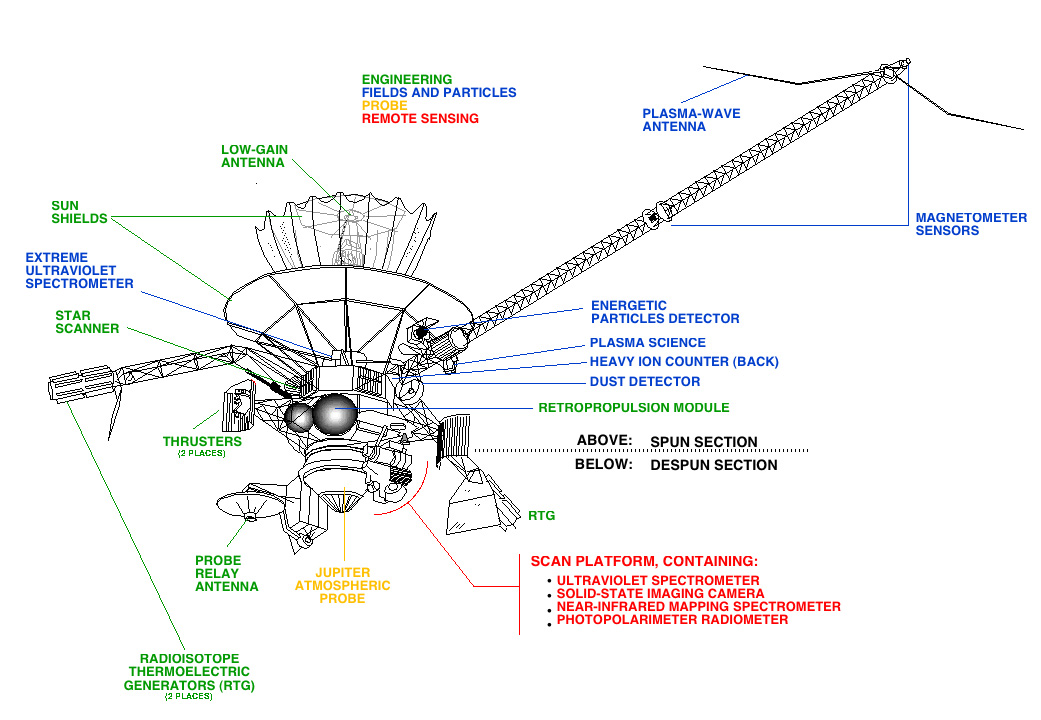 ENGINEERING
FIELDS AND PARTICLES
PROBE
REMOTE SENSING
PLASMA-WAVE
ANTENNA
LOW-GAIN
ANTENNA
SUN
SHIELDS
MAGNETOMETER
SENSORS
EXTREME
ULTRAVIOLET
SPECTROMETER
STAR
SCANNER
ENERGETIC
PARTICLES DETECTOR
PLASMA SCIENCE
HEAVY ION COUNTER (BACK)
DUST DETECTOR
RETROPROPULSION MODULE
THRUSTERS
(2 PLACES)
ABOVE: SPUN SECTION
BELOW: DESPUN SECTION
RTG
PROBE
RELAY
ANTENNA
JUPITER
ATMOSPHERIC
PROBE
SCAN PLATFORM, CONTAINING:
• ULTRAVIOLET SPECTROMETER
• SOLID-STATE IMAGING CAMERA
• NEAR-INFRARED MAPPING SPECTROMETER
• PHOTOPOLARIMETER RADIOMETER
RADIOISOTOPE
THERMOELECTRIC
GENERATORS (RTG)
(2 PLACES)